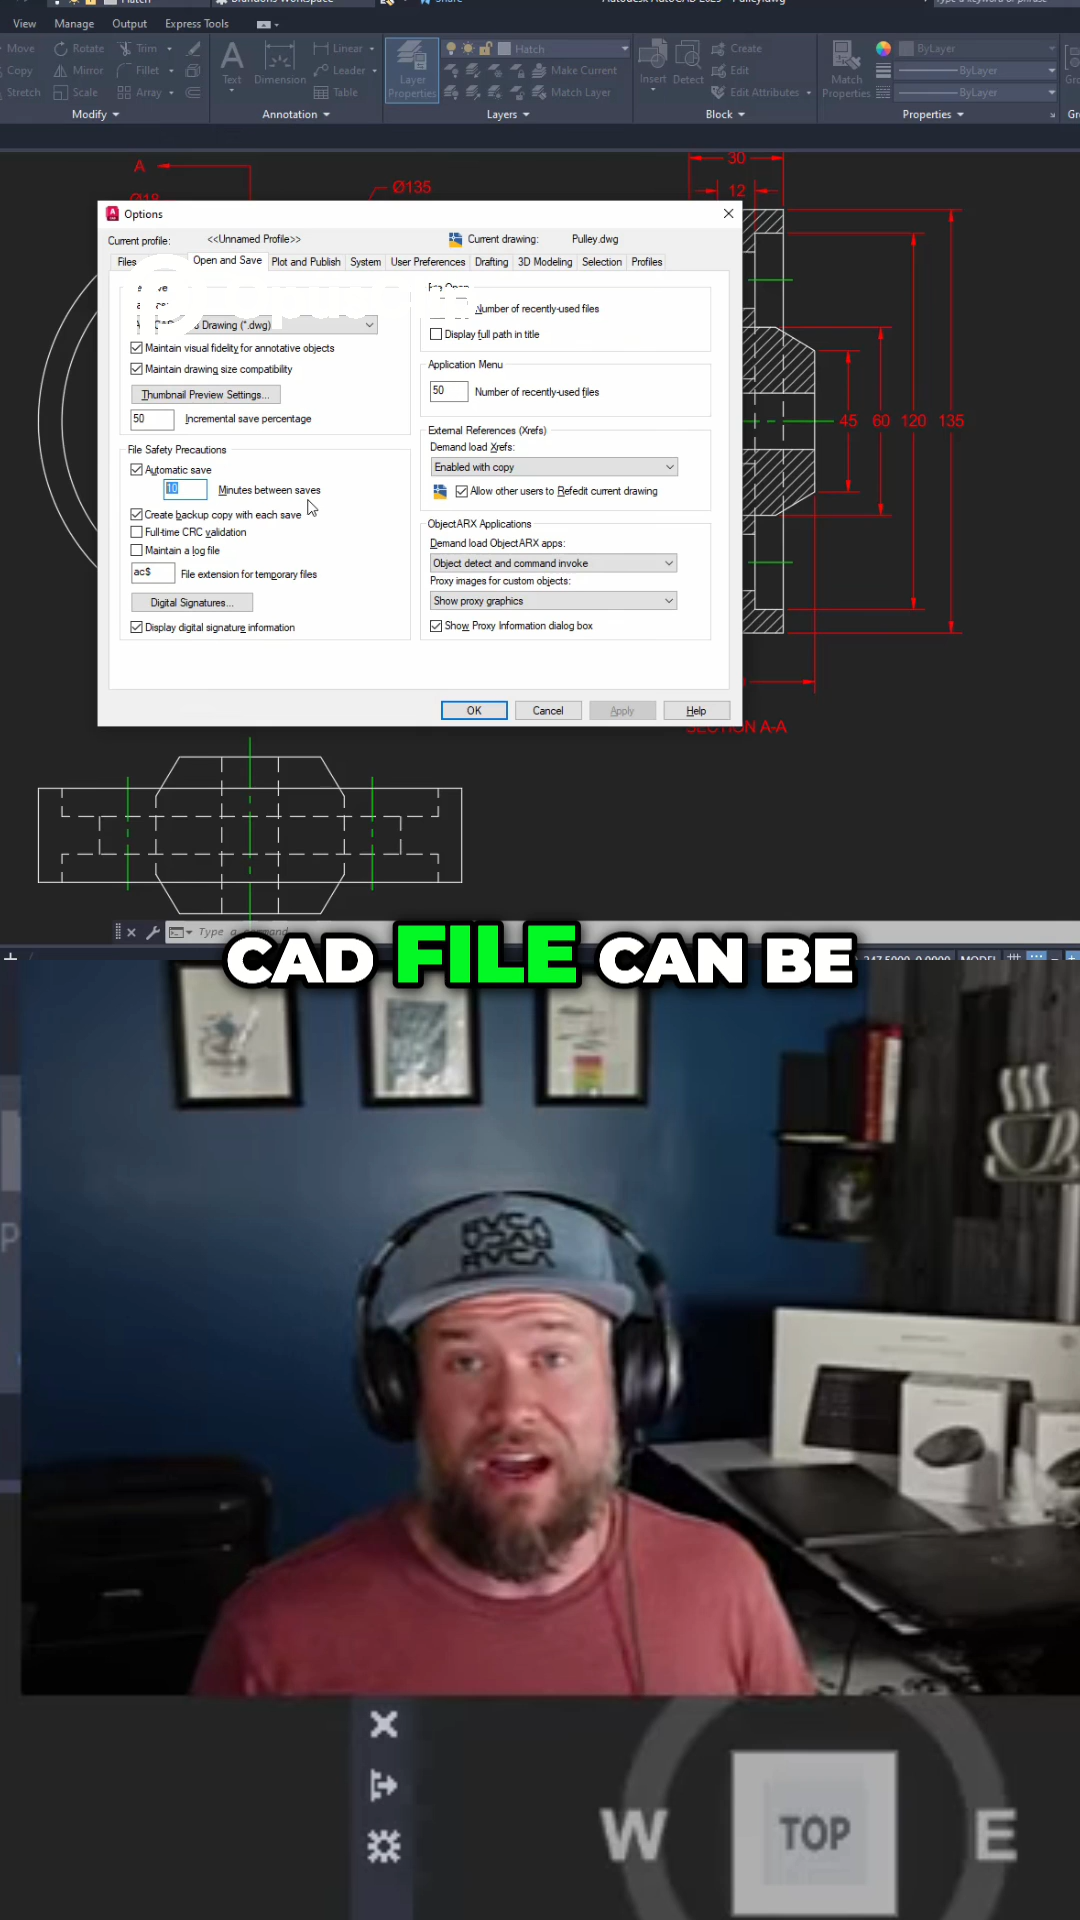 Share
View Manage Output Express Tools
Move Rotate Trim
Copy Mirror Fillet
Stretch Scale Array
Modify
Text
Dimension
Linear
Leader
Table
Annotation
Layer
Properties
Hatch
Make Current
Match Layer
Layers
Insert Detect
Create
Edit
Edit Attributes
Block
Match
Properties
ByLayer
ByLayer
ByLayer
Properties
A
Ø135
30
12
45 60 120 135
Options
Current profile: <<Unnamed Profile>> Current drawing: Pulley.dwg
Files Open and Save Plot and Publish System User Preferences Drafting 3D Modeling Selection Profiles
Drawing (*.dwg)
Maintain visual fidelity for annotative objects
Maintain drawing size compatibility
Thumbnail Preview Settings...
50 Incremental save percentage
File Safety Precautions
Automatic save
10 Minutes between saves
Create backup copy with each save
Full-time CRC validation
Maintain a log file
ac$ File extension for temporary files
Digital Signatures...
Display digital signature information
Number of recently-used files
Display full path in title
Application Menu
50 Number of recently-used files
External References (Xrefs)
Demand load Xrefs:
Enabled with copy
Allow other users to Refedit current drawing
ObjectARX Applications
Demand load ObjectARX apps:
Object detect and command invoke
Proxy images for custom objects:
Show proxy graphics
Show Proxy Information dialog box
OK Cancel Apply Help
SECTION A-A
Type a command
CAD FILE CAN BE
MODEL
RVCA
RVCA
W TOP E